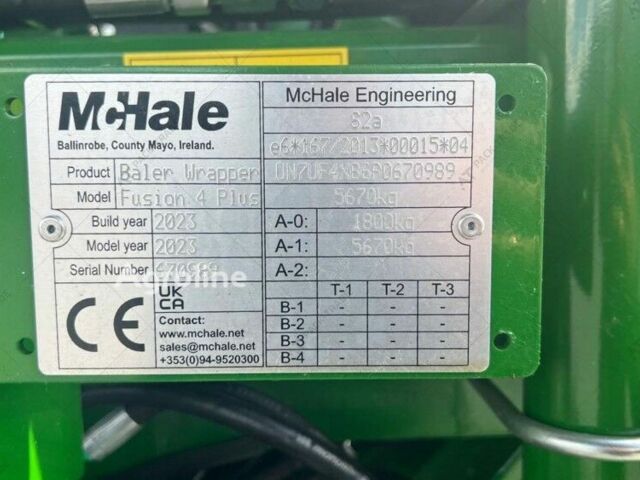 McHale
Ballinrobe, County Mayo, Ireland.
Product Baler Wrapper
Model Fusion 4 Plus
Build year 2023
Model year 2023
Serial Number
CE
UK
CA
Contact:
www.mchale.net
sales@mchale.net
+353(0)94-9520300
McHale Engineering
S2a
e6*167/2013*00015*04
5670kg
A-0: 1800kg
A-1: 5670kg
A-2:
T-1 T-2 T-3
B-1 - - -
B-2 - - -
B-3 - - -
B-4 - - -